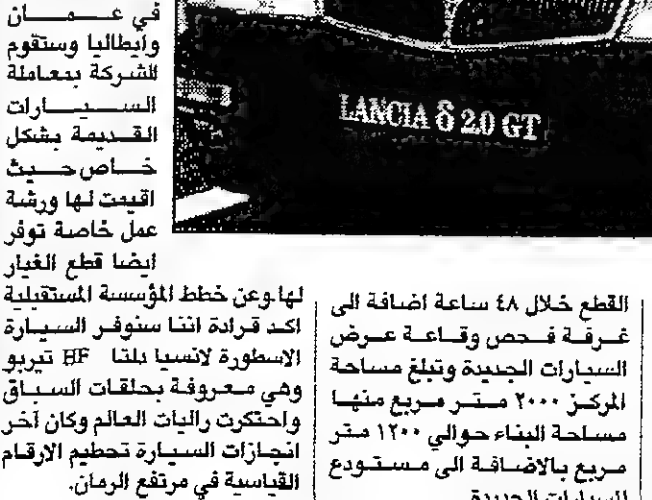 LANCIA δ 2.0 GT
القطع خلال ٤٨ ساعة اضافة الى
غرفة فحص وقاعة عرض
السيارات الجديدة وتبلغ مساحة
المركز ٢٠٠٠ متر مربع منها
مساحة البناء حوالي ١٢٠٠ متر
مربع بالاضافة الى مستودع
للسيارات الجديدة
في عمان
وايطاليا وستقوم
الشركة بمعاملة
السيارات
القديمة بشكل
خاص حيث
اقيمت لها ورشة
عمل خاصة توفر
ايضا قطع الغيار
لها.وعن خطط المؤسسة المستقبلية
اكد قرادة اننا سنوفر السيارة
الاسطورة لانسيا دلتا HF تيربو
وهي معروفة بحلقات السباق
واحتكرت راليات العالم وكان آخر
انجازات السيارة تحطيم الارقام
القياسية في مرتفع الرمان.